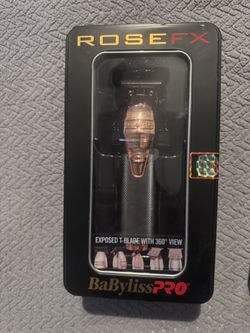 ROSEFX
EXPOSED T-BLADE WITH 360° VIEW
BaBylissPRO®